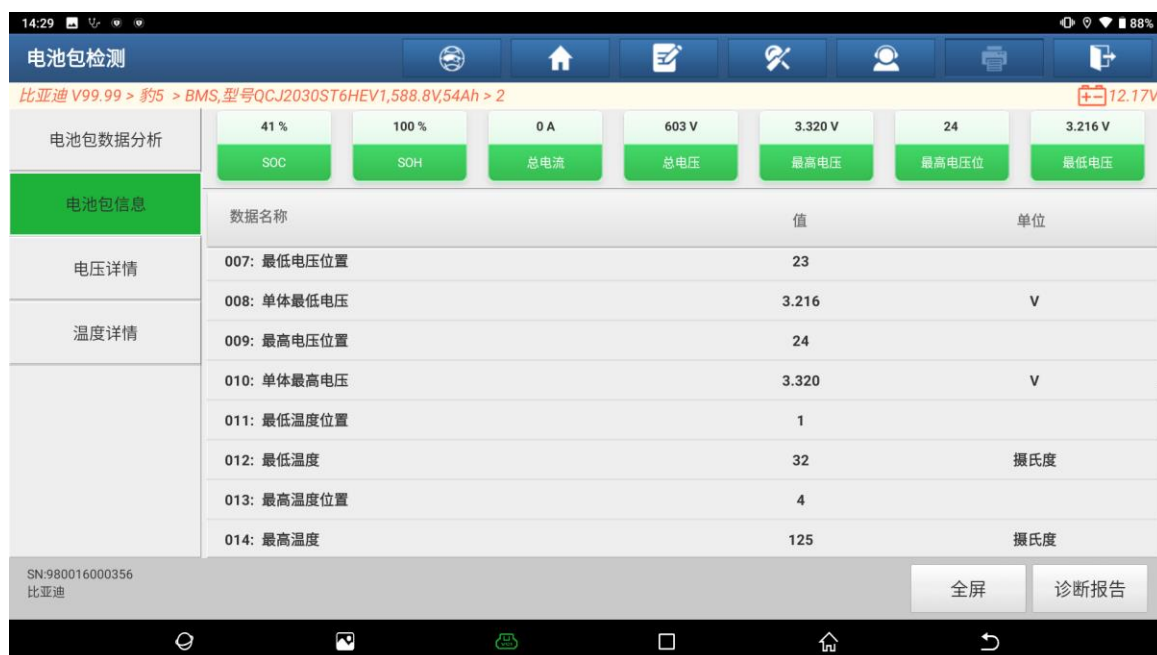 14:29 88%
电池包检测
比亚迪 V99.99 > 豹5 > BMS,型号QCJ2030ST6HEV1,588.8V,54Ah > 2 12.17V
电池包数据分析
电池包信息
电压详情
温度详情
41 % 100 % 0 A 603 V 3.320 V 24 3.216 V
SOC SOH 总电流 总电压 最高电压 最高电压位 最低电压
数据名称 值 单位
007: 最低电压位置 23
008: 单体最低电压 3.216 V
009: 最高电压位置 24
010: 单体最高电压 3.320 V
011: 最低温度位置 1
012: 最低温度 32 摄氏度
013: 最高温度位置 4
014: 最高温度 125 摄氏度
SN:980016000356
比亚迪
全屏 诊断报告